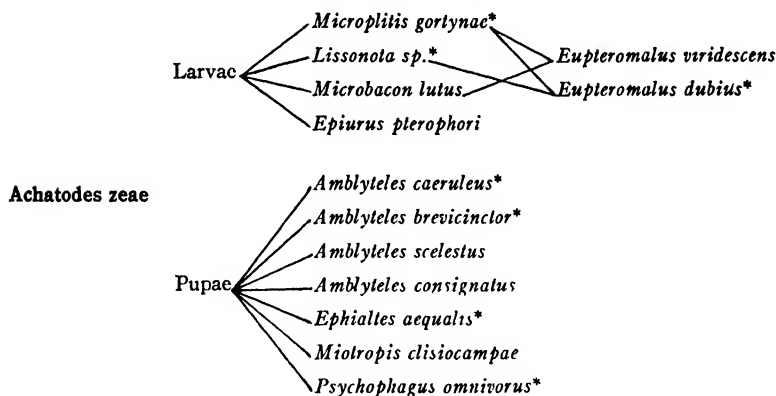 Microplitis gortynae*
Lissonota sp.* Eupteromalus viridescens
Larvae
Microbacon lutus Eupteromalus dubius*
Epiurus pterophori
Amblyteles caeruleus*
Achatodes zeae
Amblyteles brevicinctor*
Amblyteles scelestus
Pupae Amblyteles consignatus
Ephialtes aequalis*
Miotropis clisiocampae
Psychophagus omnivorus*